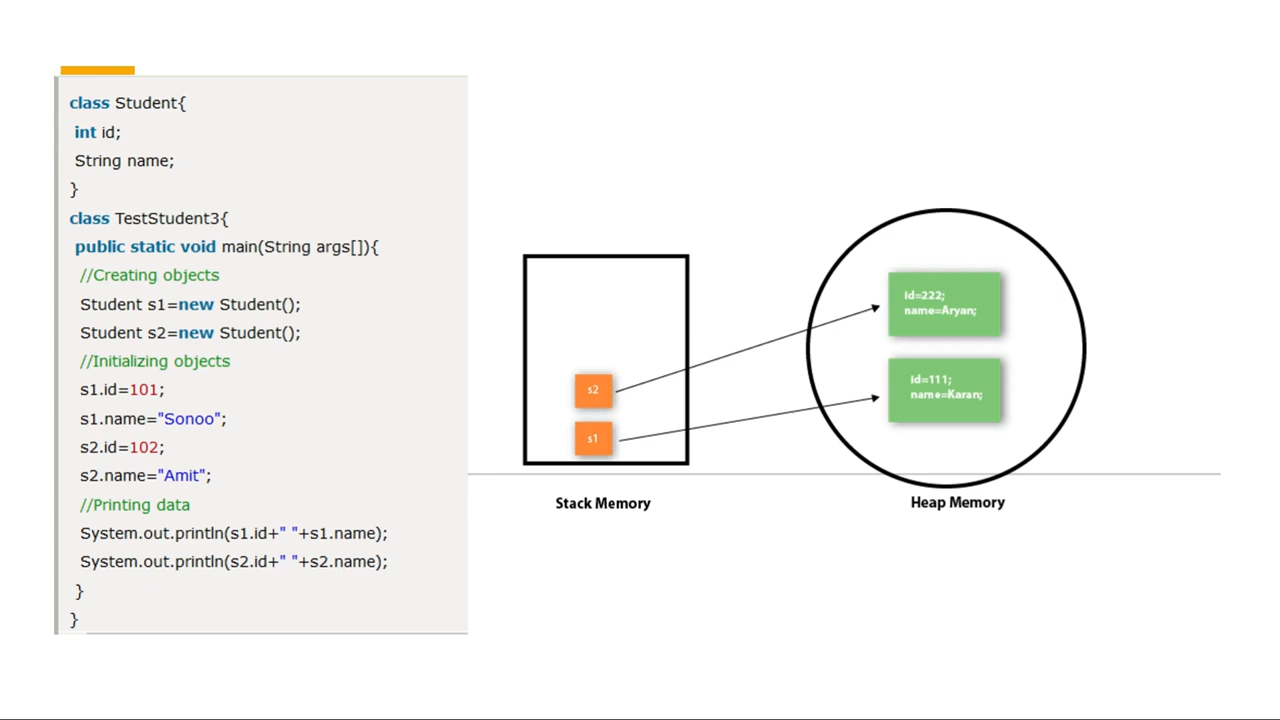 class Student{
int id;
String name;
}
class TestStudent3{
public static void main(String args[]){
//Creating objects
Student s1=new Student();
Student s2=new Student();
//Initializing objects
s1.id=101;
s1.name="Sonoo";
s2.id=102;
s2.name="Amit";
//Printing data
System.out.println(s1.id+" "+s1.name);
System.out.println(s2.id+" "+s2.name);
}
}
s2
s1
Stack Memory
id=222;
name=Aryan;
id=111;
name=Karan;
Heap Memory